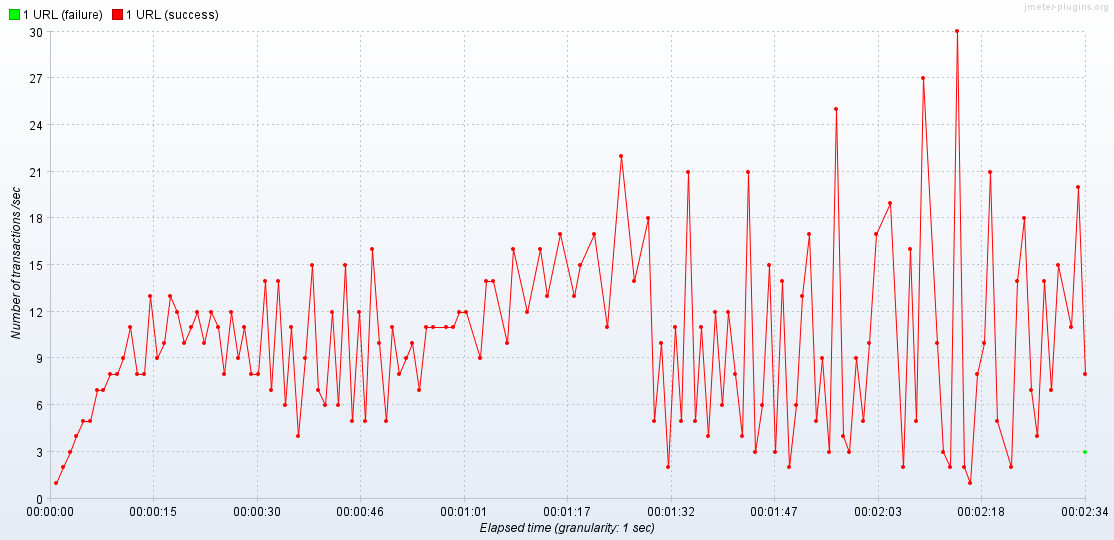 1 URL (failure) 1 URL (success)
jmeter-plugins.org
Number of transactions /sec
30
27
24
21
18
15
12
9
6
3
0
00:00:00 00:00:15 00:00:30 00:00:46 00:01:01 00:01:17 00:01:32 00:01:47 00:02:03 00:02:18 00:02:34
Elapsed time (granularity: 1 sec)